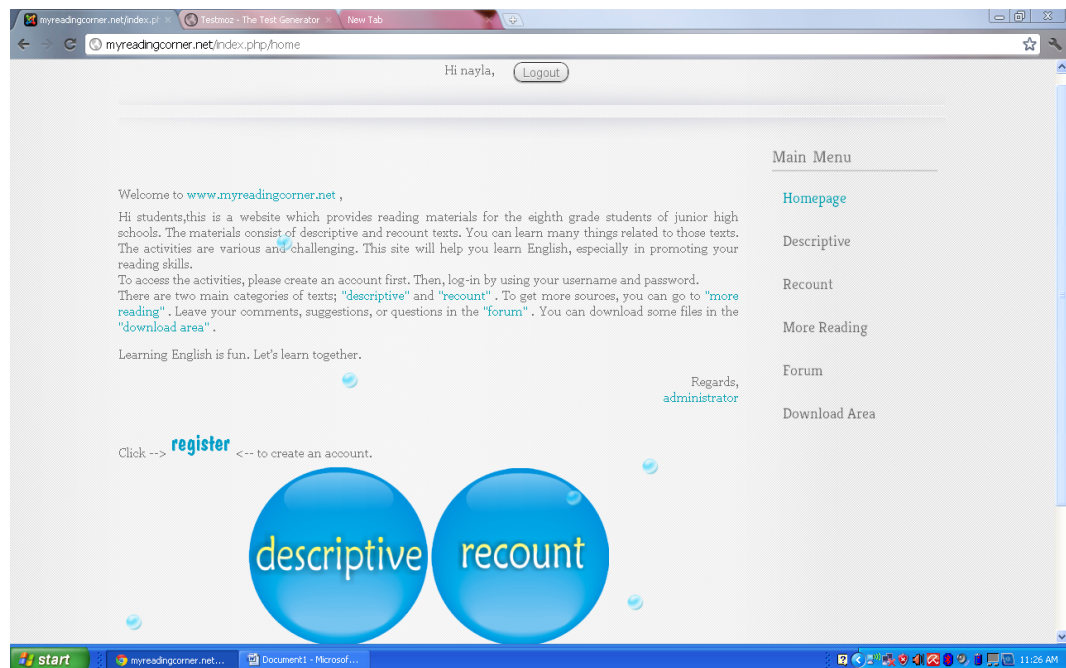 myreadingcorner.net/index.ph
Testmoz - The Test Generator
New Tab
myreadingcorner.net/index.php/home
Hi nayla, Logout
Main Menu
Homepage
Descriptive
Recount
More Reading
Forum
Download Area
Welcome to www.myreadingcorner.net ,
Hi students,this is a website which provides reading materials for the eighth grade students of junior high
schools. The materials consist of descriptive and recount texts. You can learn many things related to those texts.
The activities are various and challenging. This site will help you learn English, especially in promoting your
reading skills.
To access the activities, please create an account first. Then, log-in by using your username and password.
There are two main categories of texts; "descriptive" and "recount" . To get more sources, you can go to "more
reading" . Leave your comments, suggestions, or questions in the "forum" . You can download some files in the
"download area" .
Learning English is fun. Let's learn together.
Regards,
administrator
Click --> register <-- to create an account.
descriptive
recount
start
myreadingcorner.net...
Document1 - Microsof...
11:26 AM